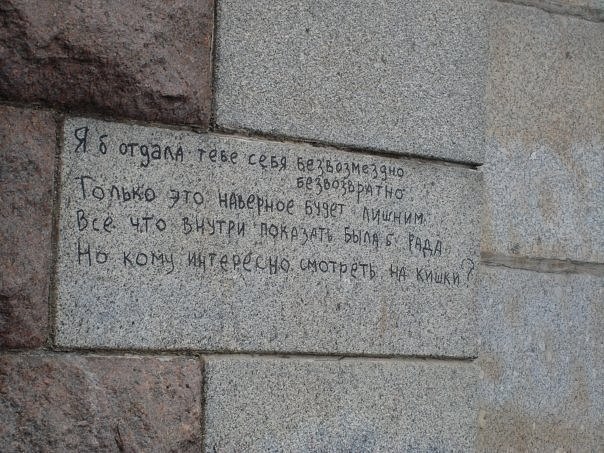 Я б отдала тебе себя безвозмездно
безвозвратно
Только это наверное будет лишним
Всё что внутри показать была б рада
Но кому интересно смотреть на кишки?